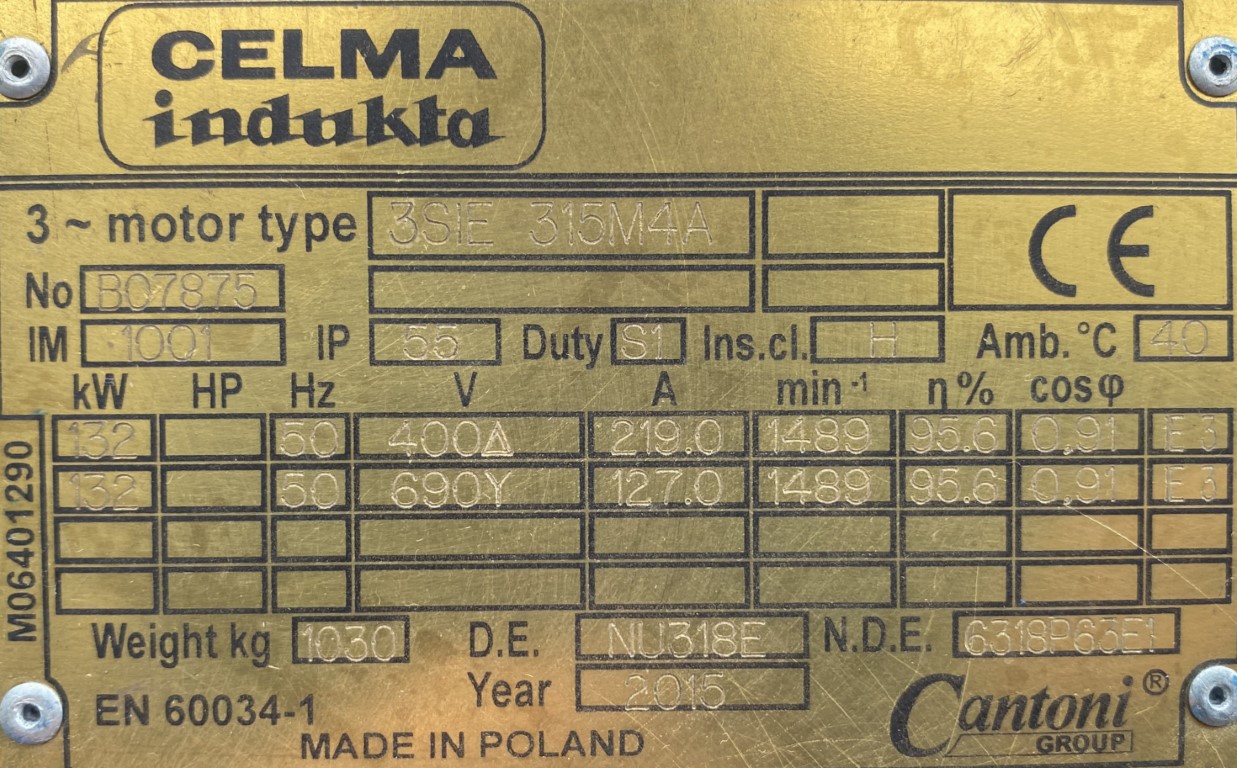 CELMA
indukta
3 ~ motor type 3SIE 315M4A
CE
No B07875
IM 1001 IP 55 Duty S1 Ins.cl. H Amb. °C 40
kW HP Hz V A min⁻¹ η% cosφ
132 50 400Δ 219.0 1489 95.6 0,91 IE3
132 50 690Y 127.0 1489 95.6 0,91 IE3
M06401290
Weight kg 1030 D.E. NU318E N.D.E. 6318P63E1
Year 2015
EN 60034-1
MADE IN POLAND
Cantoni®
GROUP